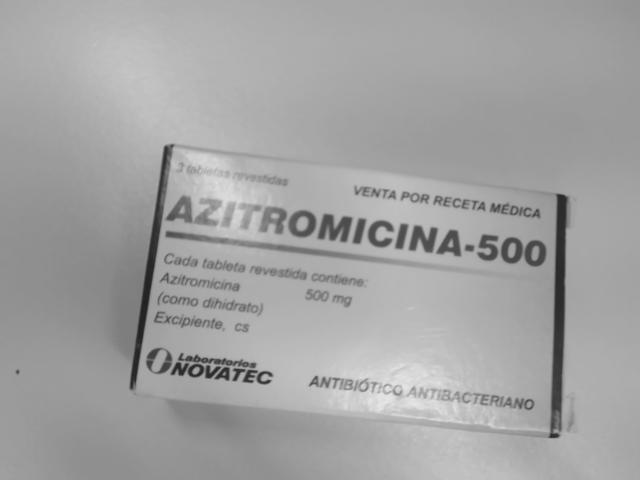 3 tabletas revestidas
VENTA POR RECETA MÉDICA
AZITROMICINA-500
Cada tableta revestida contiene:
Azitromicina 500 mg
(como dihidrato)
Excipiente, cs
Laboratorios
NOVATEC
ANTIBIÓTICO ANTIBACTERIANO